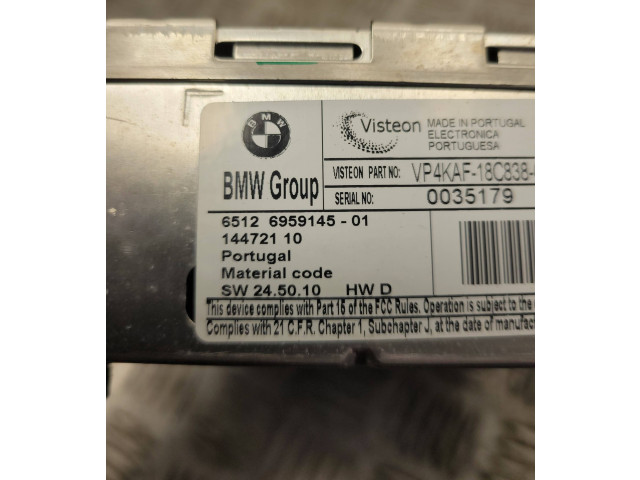 BMW
Visteon
MADE IN PORTUGAL
ELECTRONICA
PORTUGUESA
BMW Group
VISTEON PART NO: VP4KAF-18C838-
SERIAL NO: 0035179
6512 6959145 - 01
144721 10
Portugal
Material code
SW 24.50.10 HW D
This device complies with Part 15 of the FCC Rules. Operation is subject to the
Complies with 21 C.F.R. Chapter 1, Subchapter J, at the date of manufac